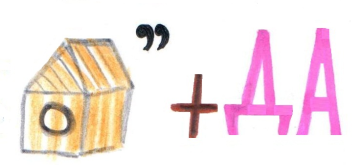 ,, + ДА